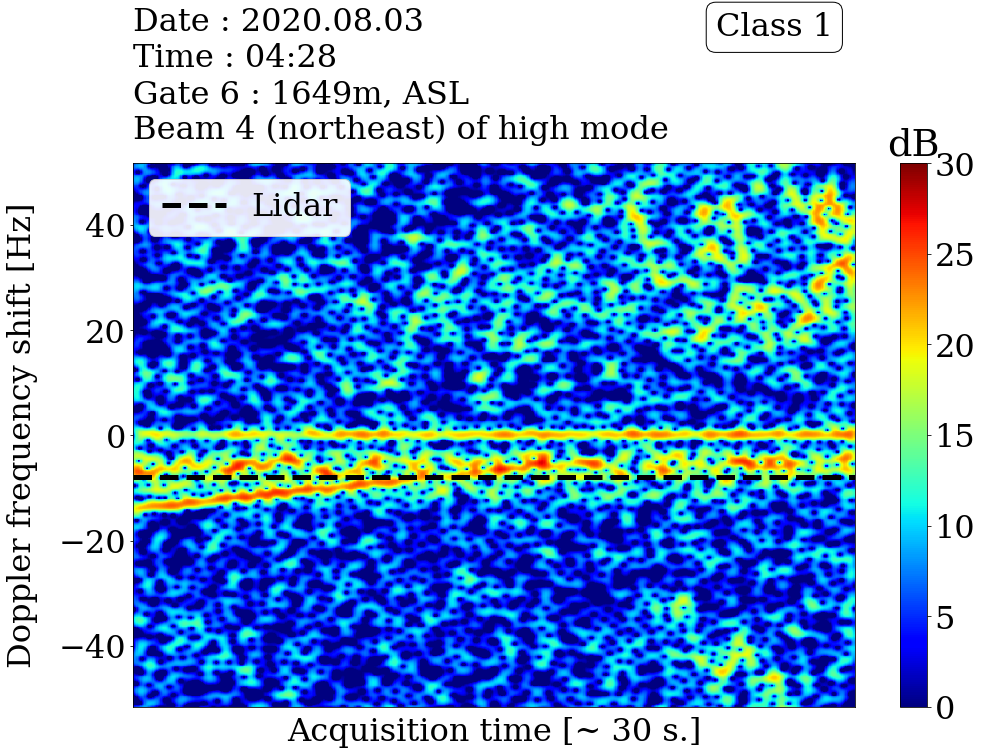 Date : 2020.08.03
Time : 04:28
Gate 6 : 1649m, ASL
Beam 4 (northeast) of high mode
Class 1
dB
Lidar
Doppler frequency shift [Hz]
40
20
0
−20
−40
30
25
20
15
10
5
0
Acquisition time [~ 30 s.]